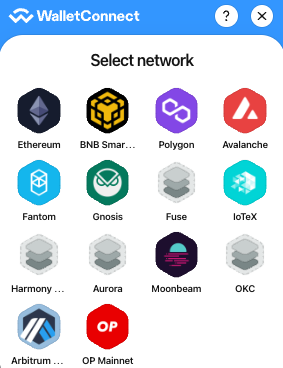 WalletConnect
?
Select network
Ethereum
BNB Smar...
Polygon
Avalanche
Fantom
Gnosis
Fuse
IoTeX
Harmony ...
Aurora
Moonbeam
OKC
Arbitrum ...
OP
OP Mainnet